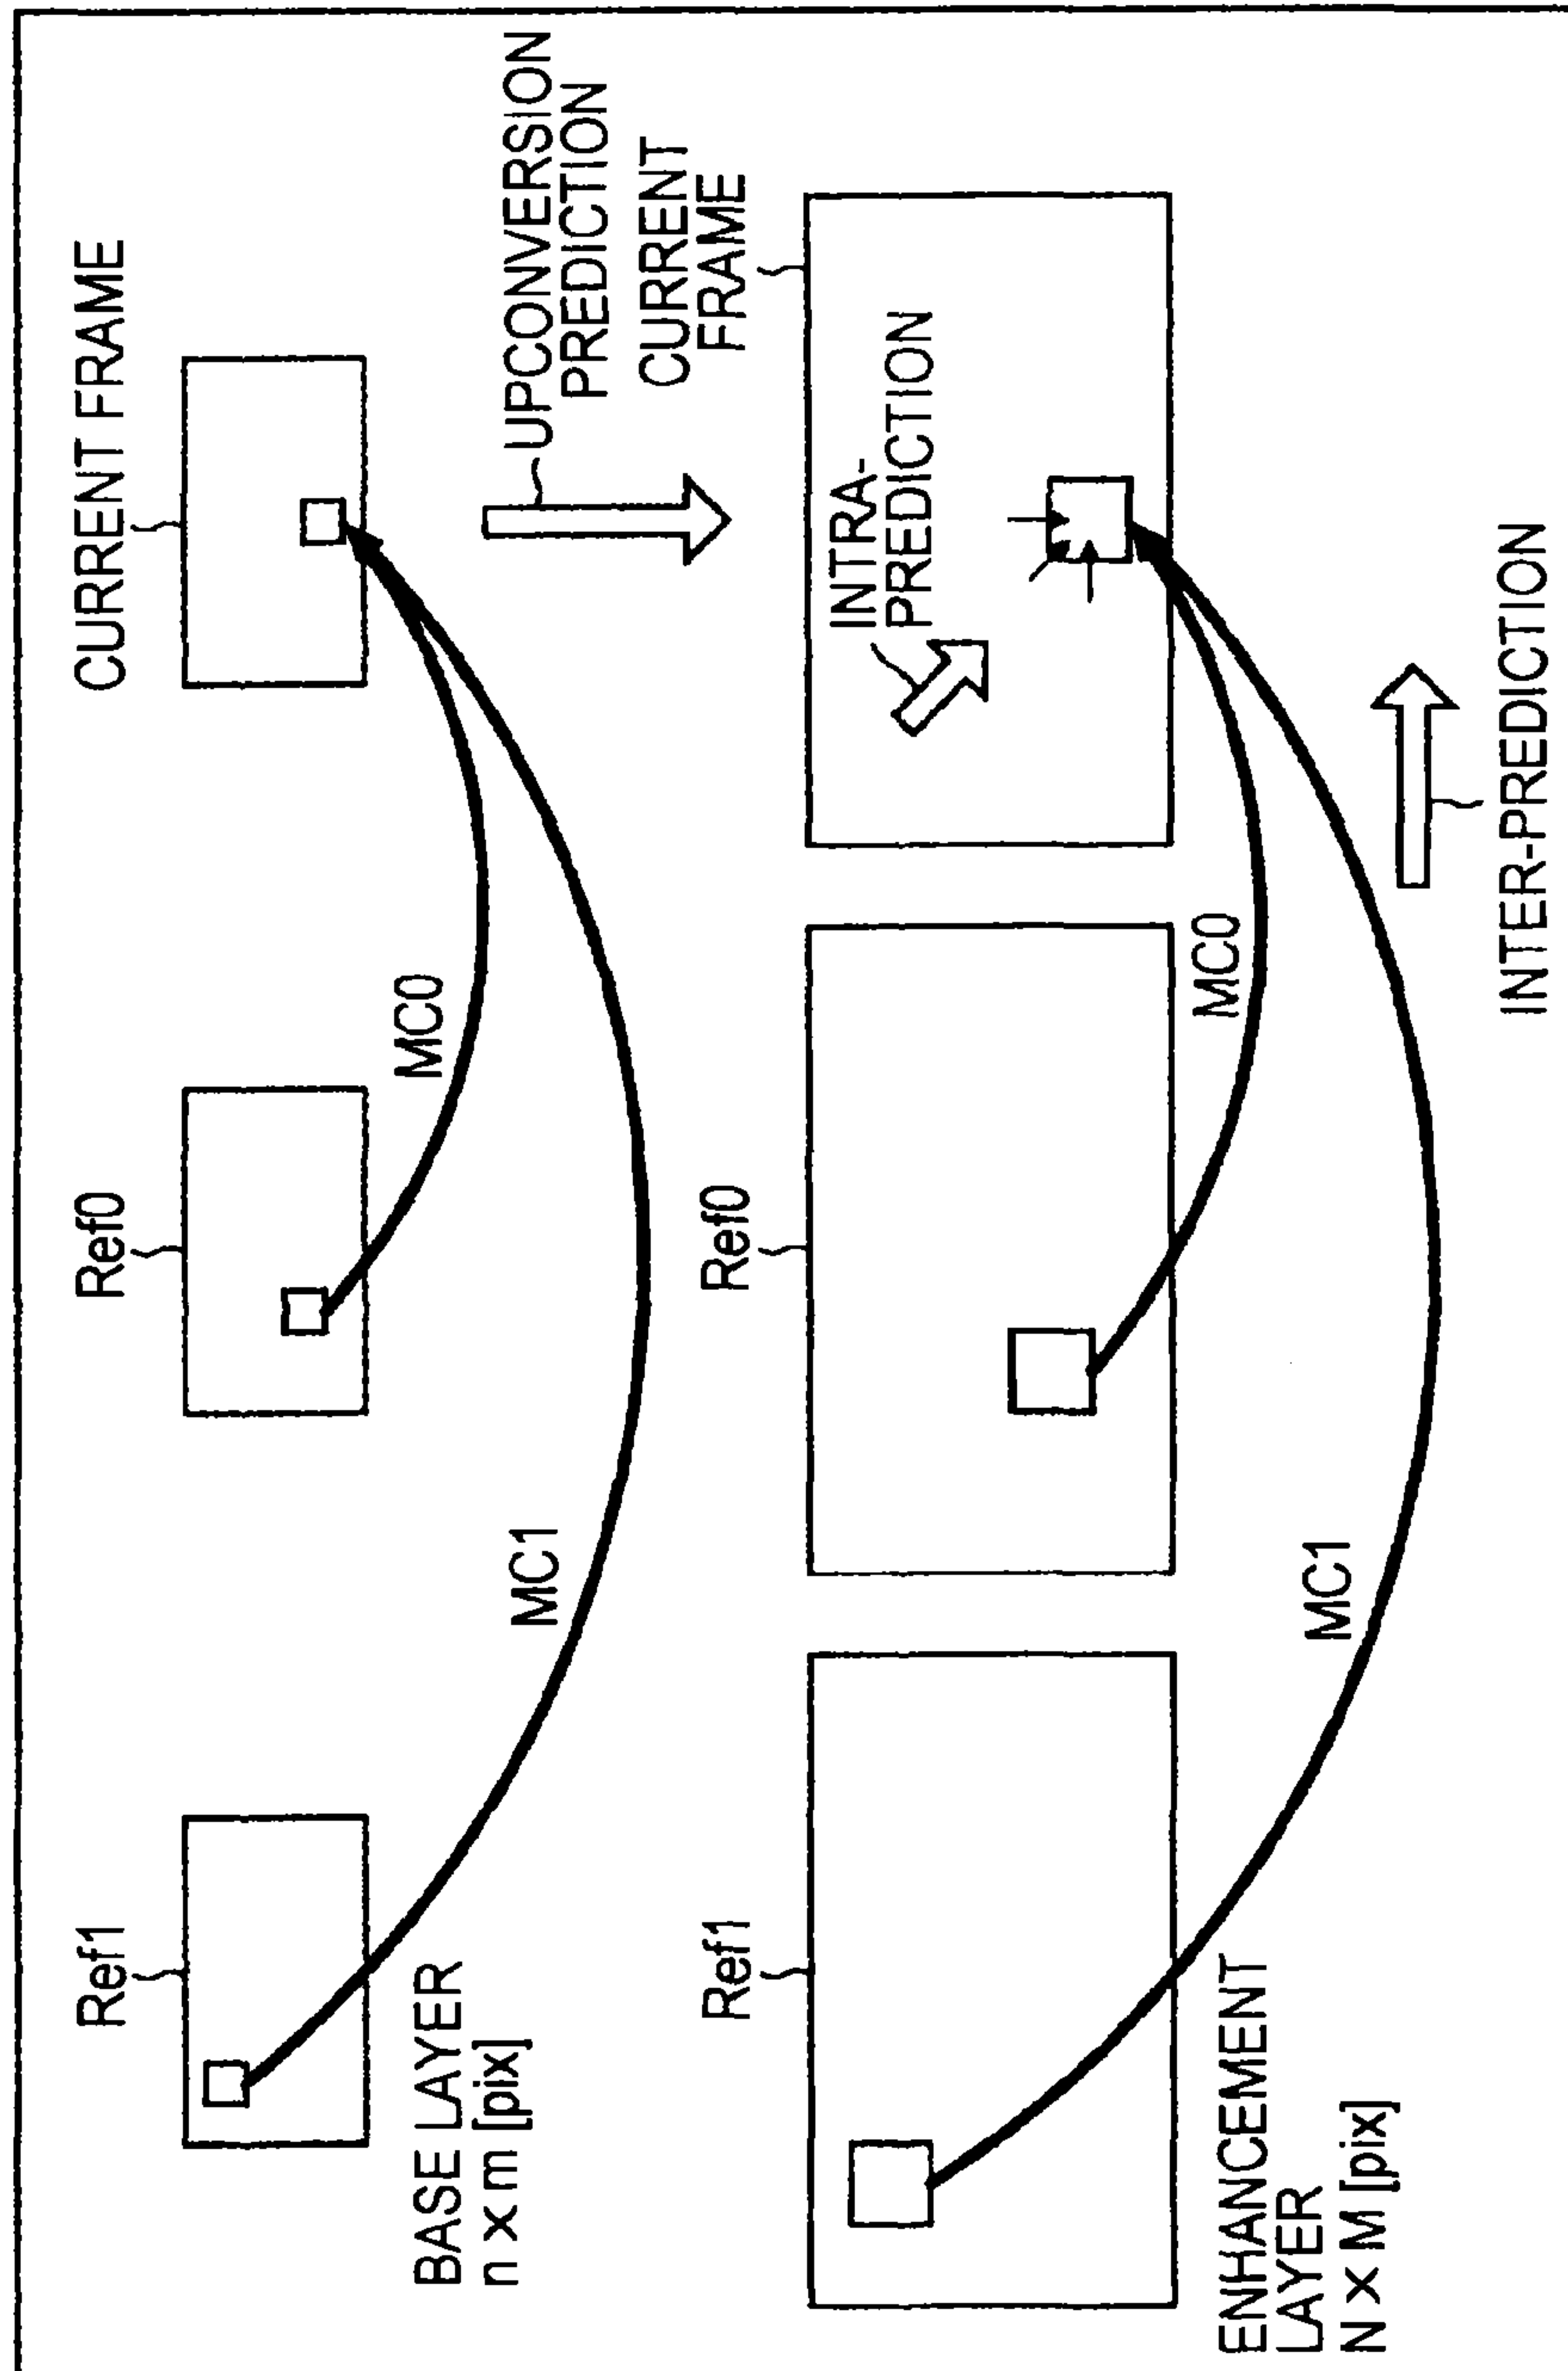 Ref1
Ref0
CURRENT FRAME
MC0
MC1
BASE LAYER
n x m [pix]
UPCONVERSION
PREDICTION
Ref1
Ref0
CURRENT
FRAME
INTRA-
PREDICTION
MC0
MC1
ENHANCEMENT
LAYER
N x M [pix]
INTER-PREDICTION